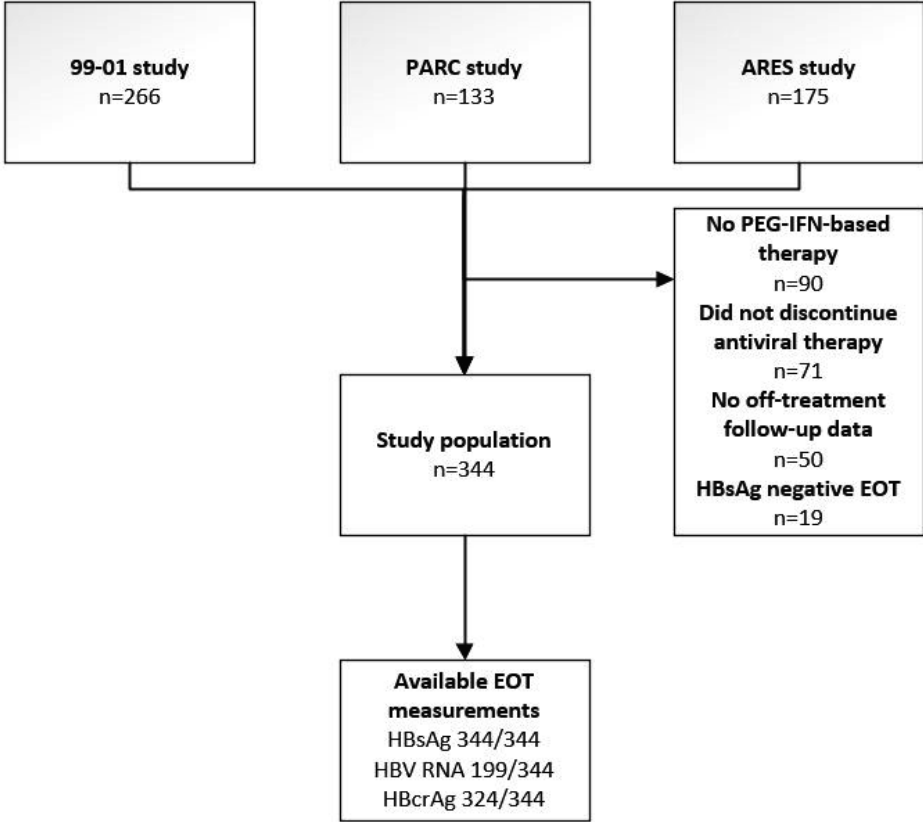 99-01 study
n=266
PARC study
n=133
ARES study
n=175
No PEG-IFN-based
therapy
n=90
Did not discontinue
antiviral therapy
n=71
No off-treatment
follow-up data
n=50
HBsAg negative EOT
n=19
Study population
n=344
Available EOT
measurements
HBsAg 344/344
HBV RNA 199/344
HBcrAg 324/344